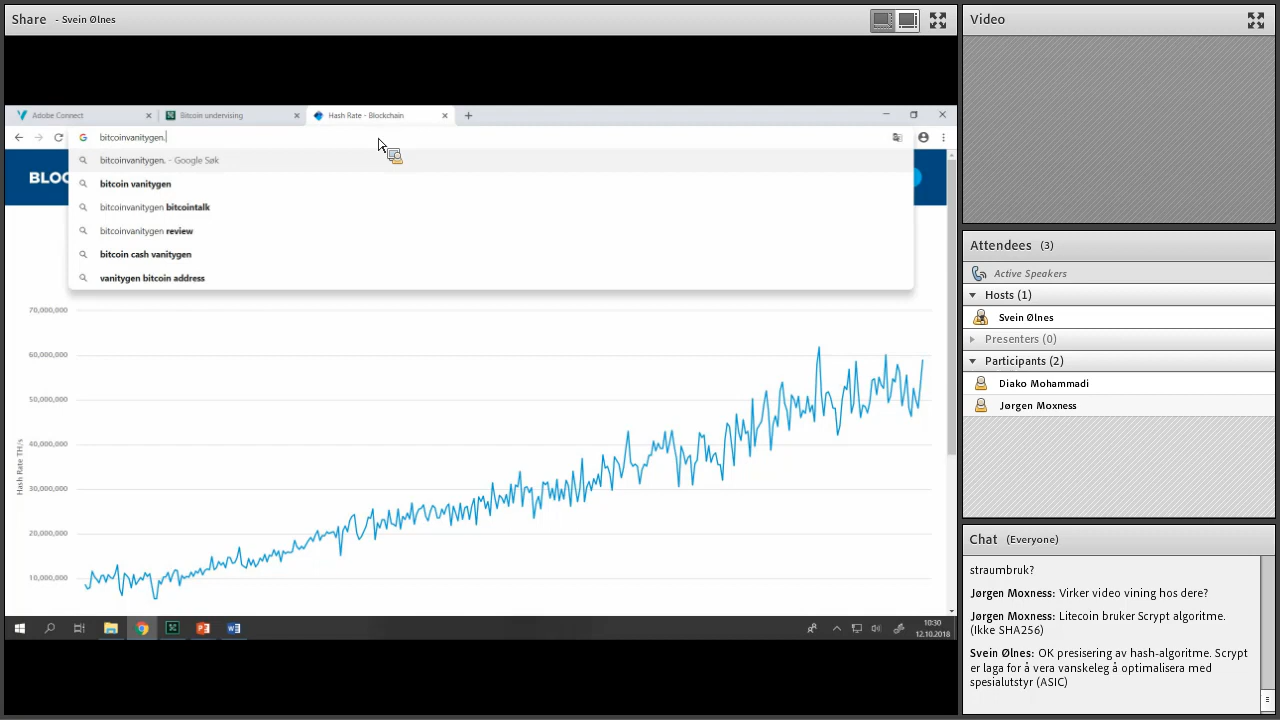 Share - Svein Ølnes
Adobe Connect
Bitcoin undervising
Hash Rate - Blockchain
bitcoinvanitygen.
bitcoinvanitygen. - Google Søk
bitcoin vanitygen
bitcoinvanitygen bitcointalk
bitcoinvanitygen review
bitcoin cash vanitygen
vanitygen bitcoin address
BLOC
70,000,000
60,000,000
50,000,000
40,000,000
30,000,000
20,000,000
10,000,000
Hash Rate TH/s
10:30
12.10.2018
Video
Attendees (3)
Active Speakers
Hosts (1)
Svein Ølnes
Presenters (0)
Participants (2)
Diako Mohammadi
Jørgen Moxness
Chat (Everyone)
straumbruk?
Jørgen Moxness: Virker video vining hos dere?
Jørgen Moxness: Litecoin bruker Scrypt algoritme.
(Ikke SHA256)
Svein Ølnes: OK presisering av hash-algoritme. Scrypt
er laga for å vera vanskeleg å optimalisera med
spesialutstyr (ASIC)